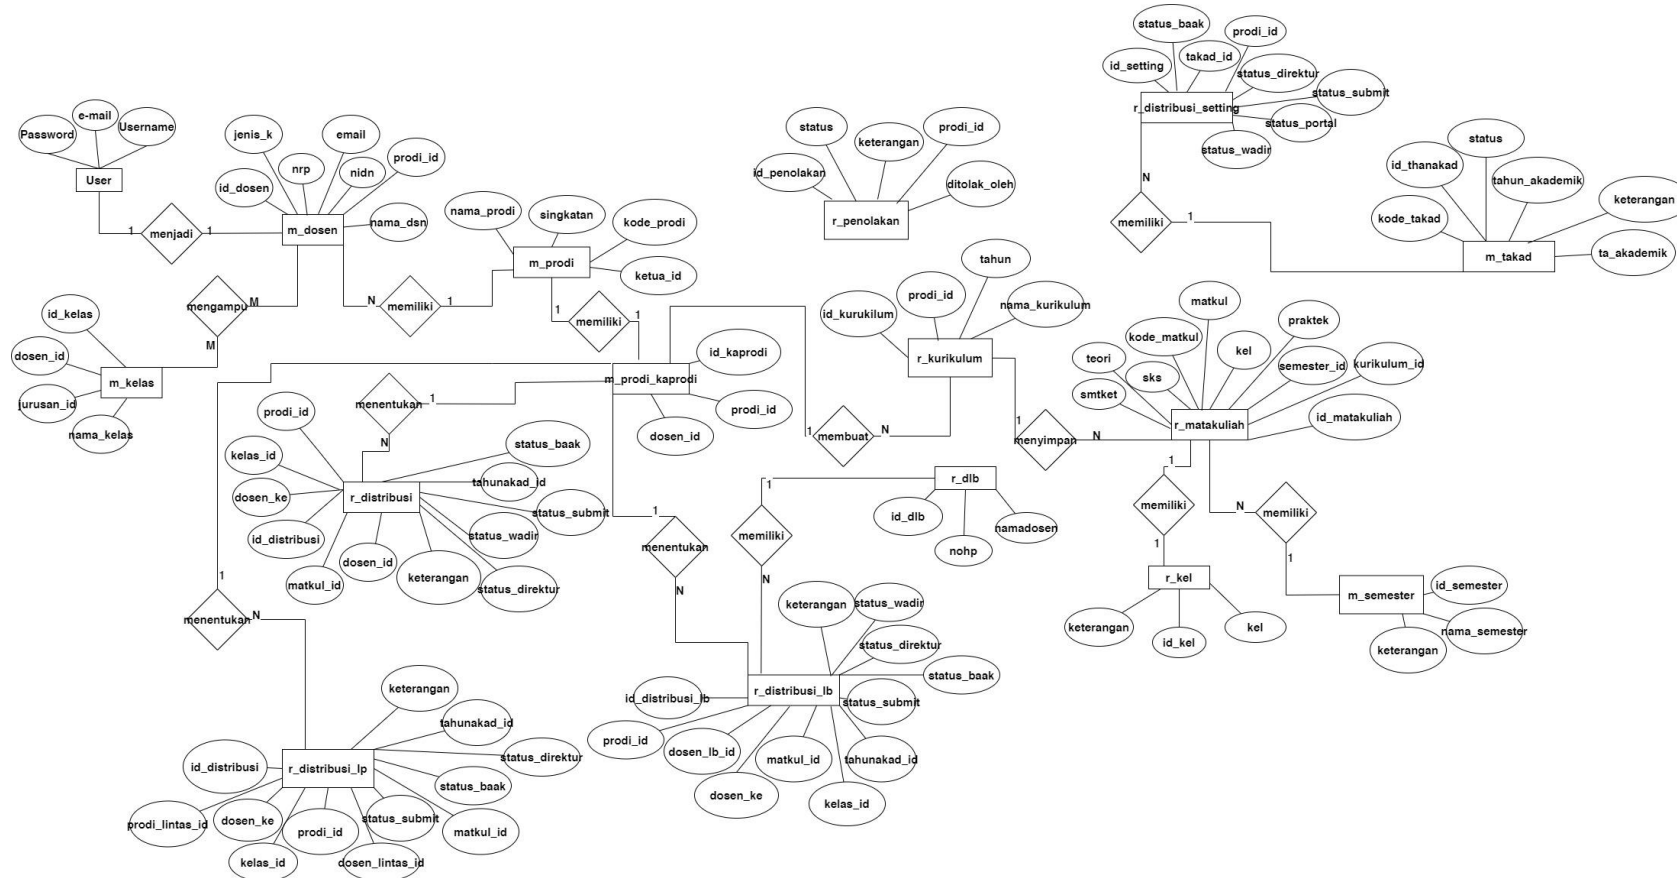 status_baak
prodi_id
takad_id
id_setting
status_direktur
status_submit
r_distribusi_setting
status_portal
status_wadir
N
memiliki
1
status
id_thanakad
tahun_akademik
keterangan
kode_takad
m_takad
ta_akademik
Password
e-mail
Username
User
1
menjadi
1
jenis_k
email
nrp
nidn
prodi_id
id_dosen
nama_dsn
m_dosen
mengampu
M
M
N
memiliki
1
nama_prodi
singkatan
kode_prodi
m_prodi
ketua_id
1
memiliki
1
status
keterangan
prodi_id
id_penolakan
ditolak_oleh
r_penolakan
id_kelas
dosen_id
m_kelas
jurusan_id
nama_kelas
id_kaprodi
m_prodi_kaprodi
prodi_id
dosen_id
menentukan
1
N
tahun
prodi_id
nama_kurikulum
id_kurukilum
r_kurikulum
1
membuat
N
1
menyimpan
N
matkul
kode_matkul
praktek
kel
teori
sks
semester_id
kurikulum_id
smtket
r_matakuliah
id_matakuliah
prodi_id
kelas_id
status_baak
dosen_ke
tahunakad_id
r_distribusi
status_submit
id_distribusi
status_wadir
dosen_id
matkul_id
keterangan
status_direktur
1
menentukan
N
1
memiliki
N
r_dlb
id_dlb
namadosen
nohp
1
memiliki
1
N
memiliki
1
r_kel
keterangan
id_kel
kel
m_semester
id_semester
nama_semester
keterangan
1
menentukan
N
keterangan
status_wadir
status_direktur
status_baak
id_distribusi_lb
r_distribusi_lb
status_submit
prodi_id
dosen_lb_id
matkul_id
tahunakad_id
dosen_ke
kelas_id
keterangan
tahunakad_id
status_direktur
id_distribusi
r_distribusi_lp
status_baak
prodi_lintas_id
dosen_ke
prodi_id
status_submit
matkul_id
kelas_id
dosen_lintas_id